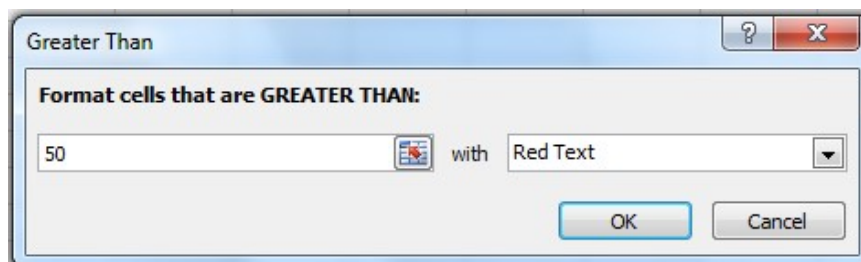 Greater Than
Format cells that are GREATER THAN:
50 with Red Text
OK Cancel